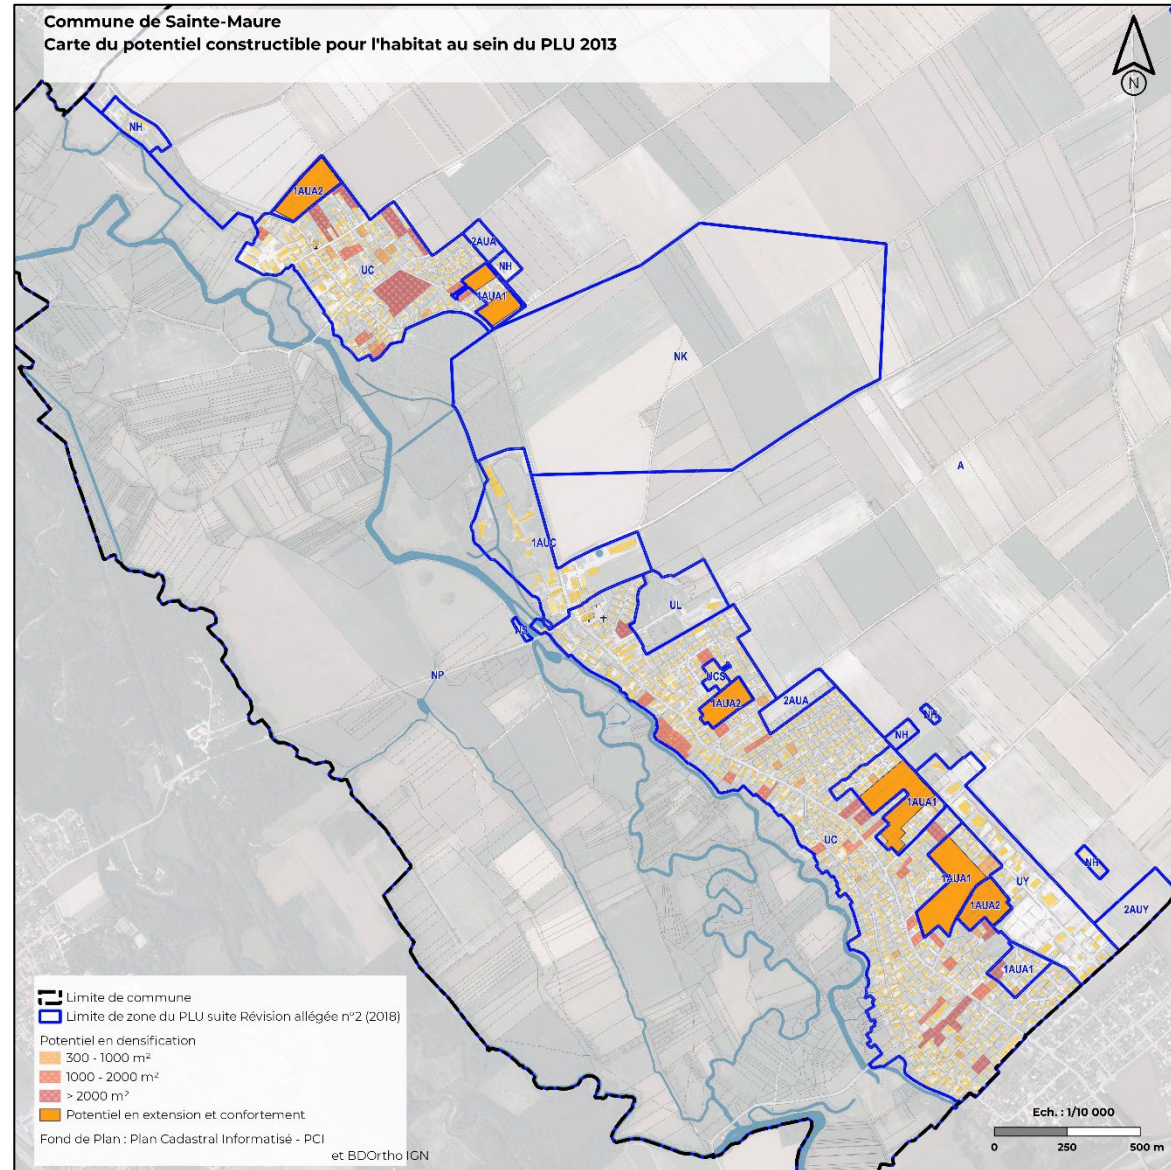 Commune de Sainte-Maure
Carte du potentiel constructible pour l'habitat au sein du PLU 2013
N
NH
1AUA2
2AUA
NH
UC
1AUA1
NK
A
1AUC
UL
NP
UCS
1AUA2
2AUA
NH
NH
1AUA1
UC
1AUA1
UY
NH
1AUA2
2AUY
1AUA1
Limite de commune
Limite de zone du PLU suite Révision allégée n°2 (2018)
Potentiel en densification
300 - 1000 m²
1000 - 2000 m²
> 2000 m²
Potentiel en extension et confortement
Fond de Plan : Plan Cadastral Informatisé - PCI
et BDOrtho IGN
Ech. : 1/10 000
0 250 500 m